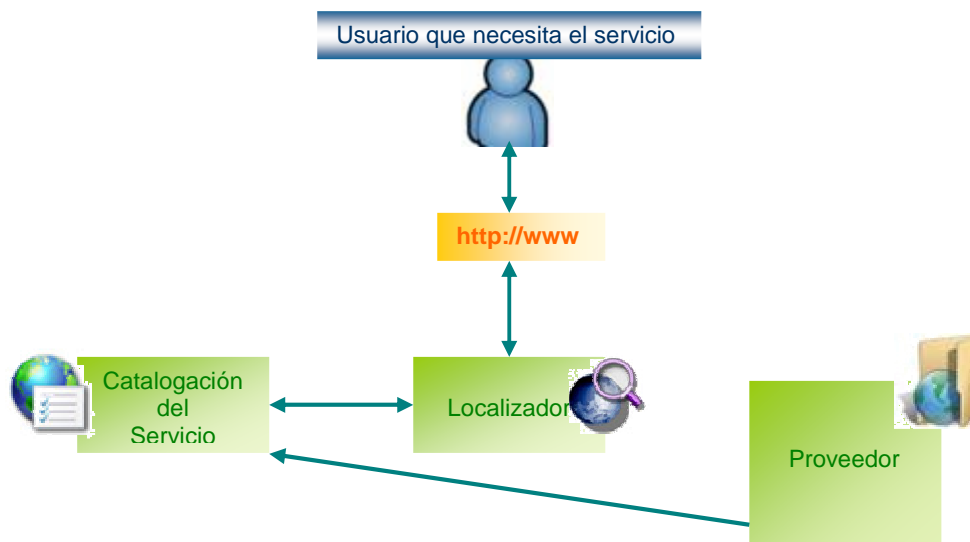 Usuario que necesita el servicio
http://www
Catalogación
del
Servicio
Localizador
Proveedor